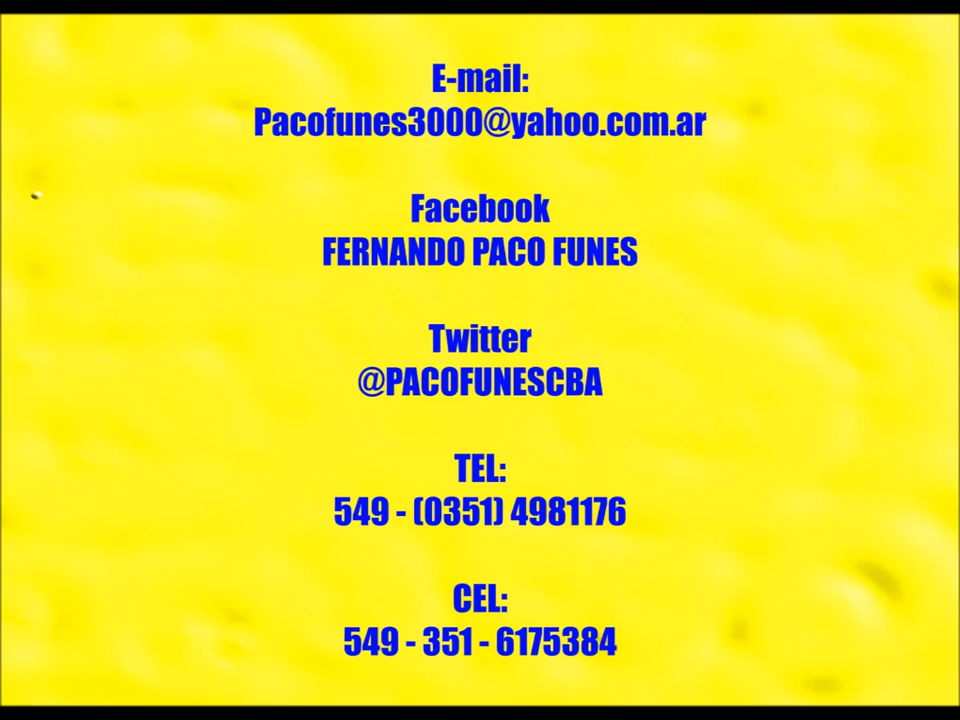 E-mail:
Pacofunes3000@yahoo.com.ar
Facebook
FERNANDO PACO FUNES
Twitter
@PACOFUNESCBA
TEL:
549 - (0351) 4981176
CEL:
549 - 351 - 6175384